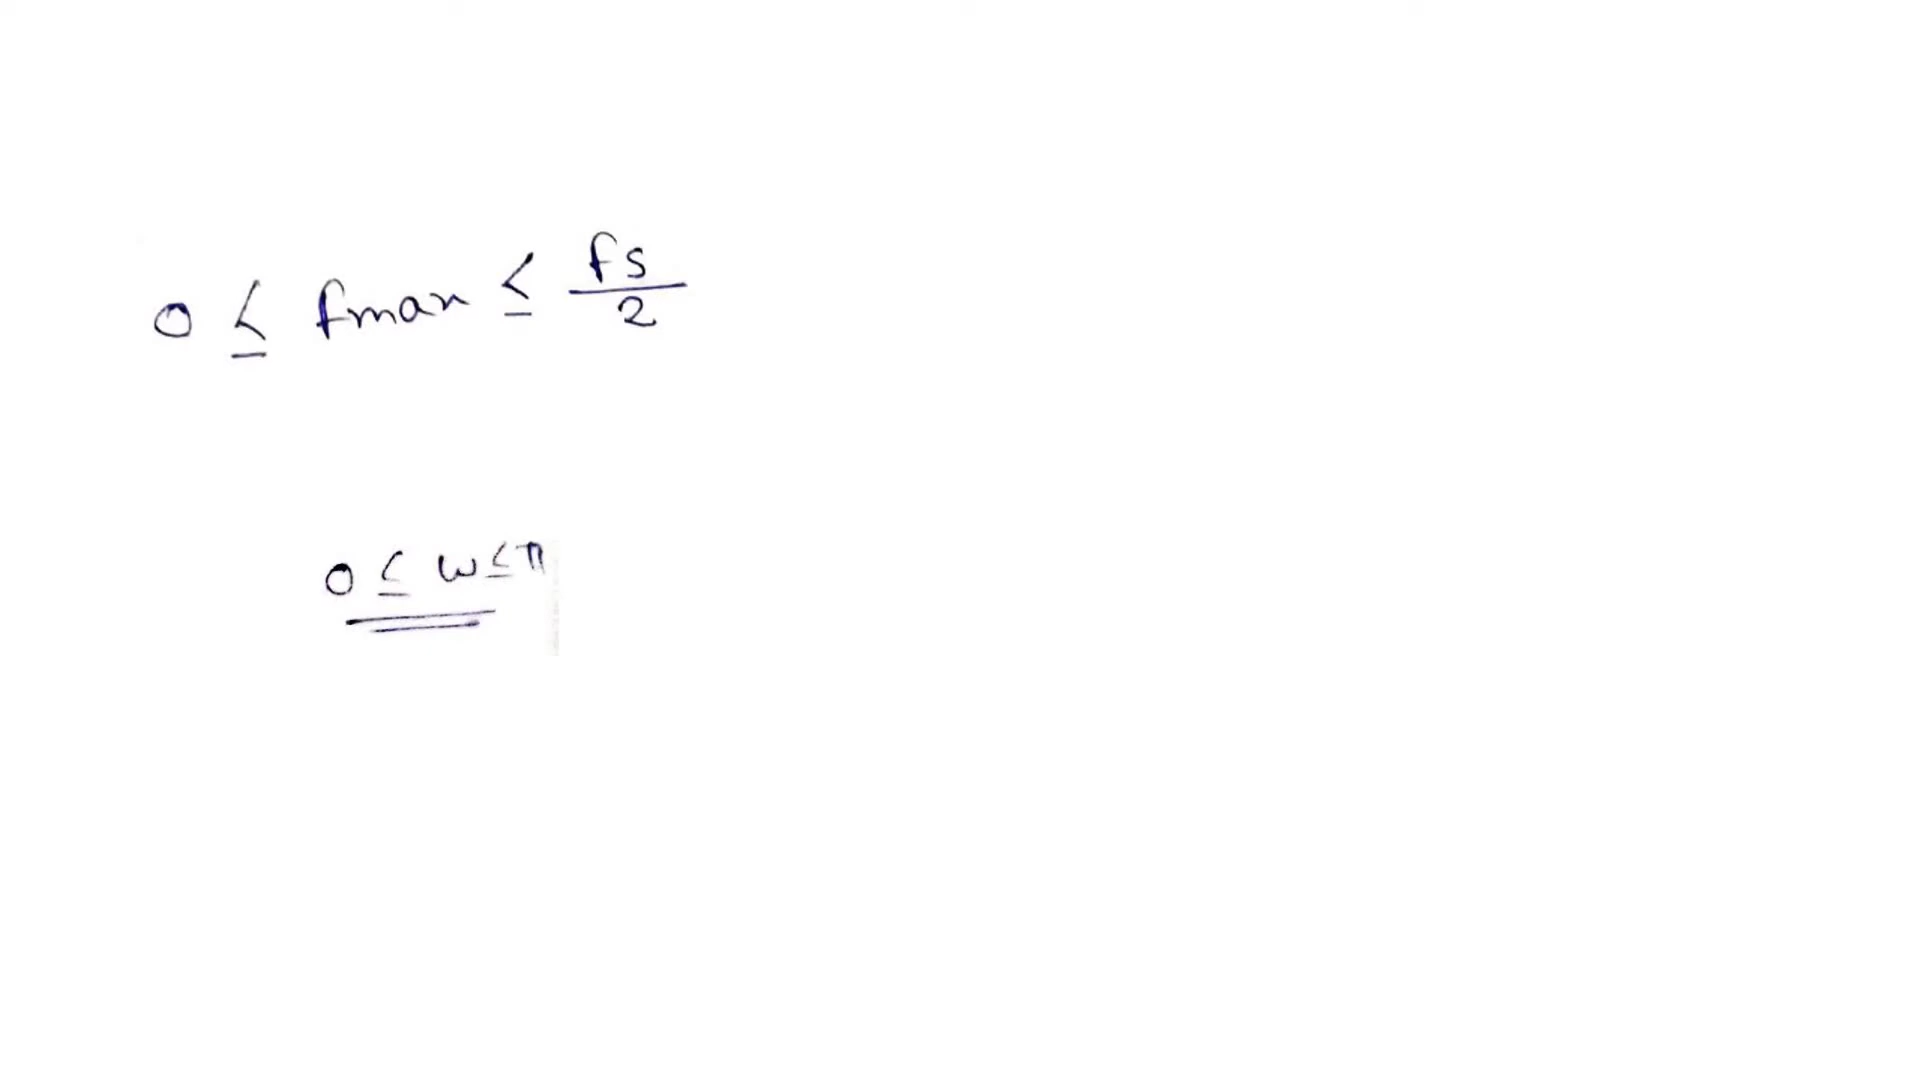 0 ≤ fmax ≤ fs/2
0 ≤ w ≤ π